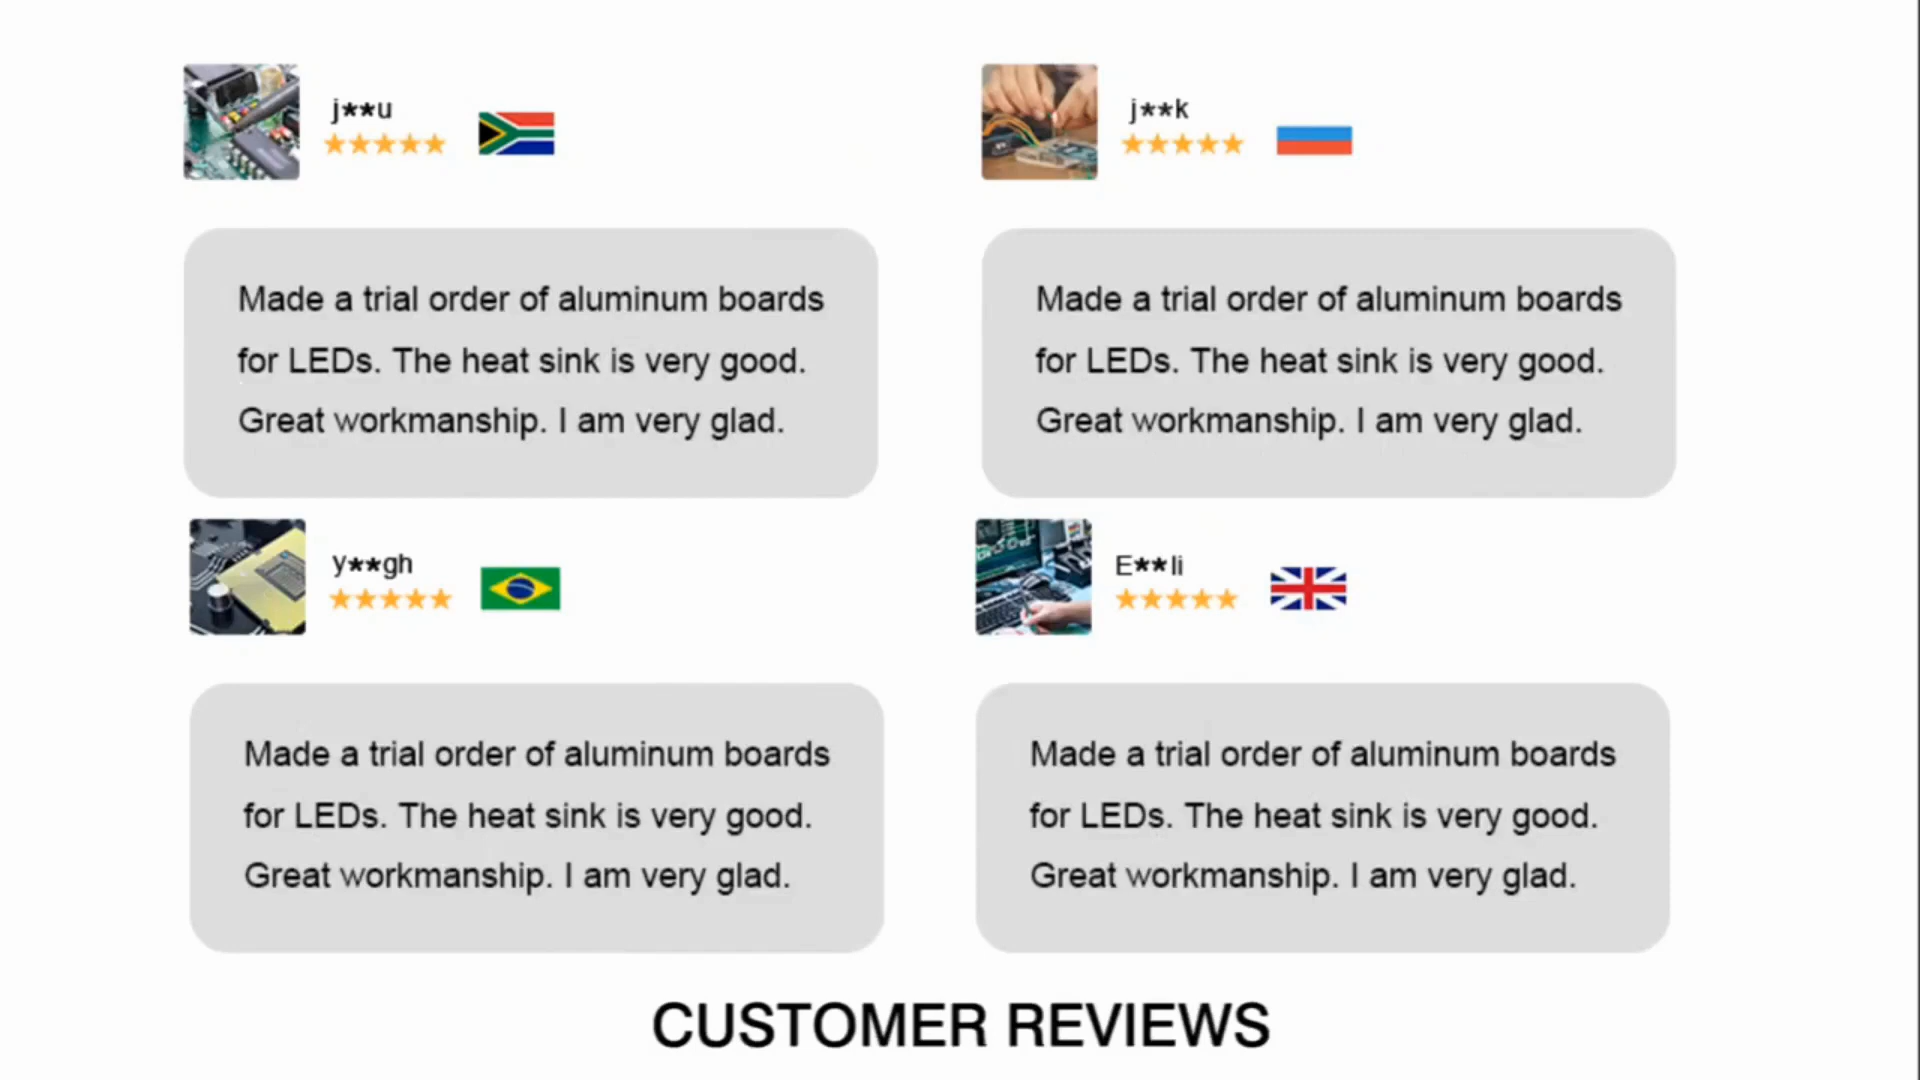 j**u
Made a trial order of aluminum boards
for LEDs. The heat sink is very good.
Great workmanship. I am very glad.
j**k
Made a trial order of aluminum boards
for LEDs. The heat sink is very good.
Great workmanship. I am very glad.
y**gh
Made a trial order of aluminum boards
for LEDs. The heat sink is very good.
Great workmanship. I am very glad.
E**li
Made a trial order of aluminum boards
for LEDs. The heat sink is very good.
Great workmanship. I am very glad.
CUSTOMER REVIEWS